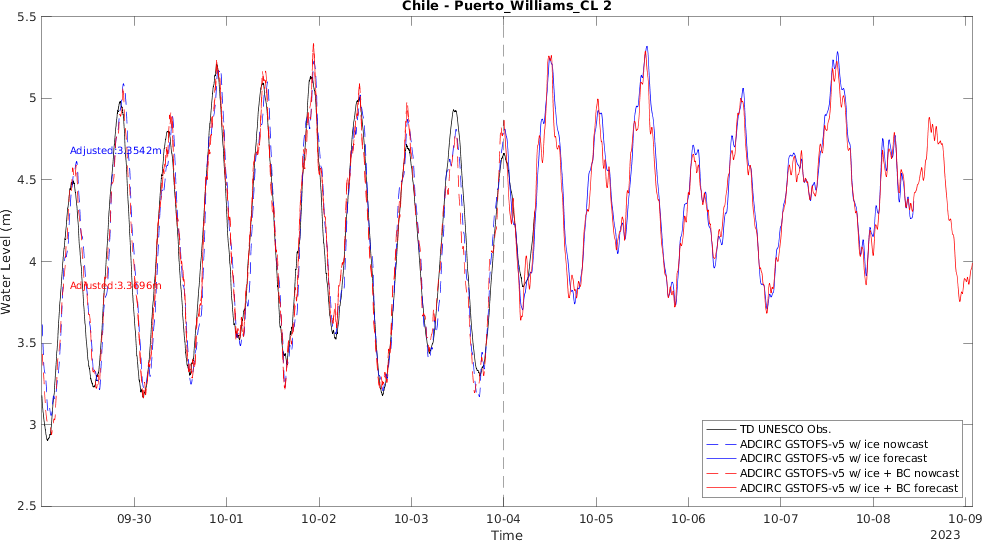 Chile - Puerto_Williams_CL 2
5.5
5
4.5
4
3.5
3
2.5
Water Level (m)
Adjusted:3.3542m
Adjusted:3.3696m
TD UNESCO Obs.
ADCIRC GSTOFS-v5 w/ ice nowcast
ADCIRC GSTOFS-v5 w/ ice forecast
ADCIRC GSTOFS-v5 w/ ice + BC nowcast
ADCIRC GSTOFS-v5 w/ ice + BC forecast
09-30
10-01
10-02
10-03
10-04
10-05
10-06
10-07
10-08
10-09
Time
2023